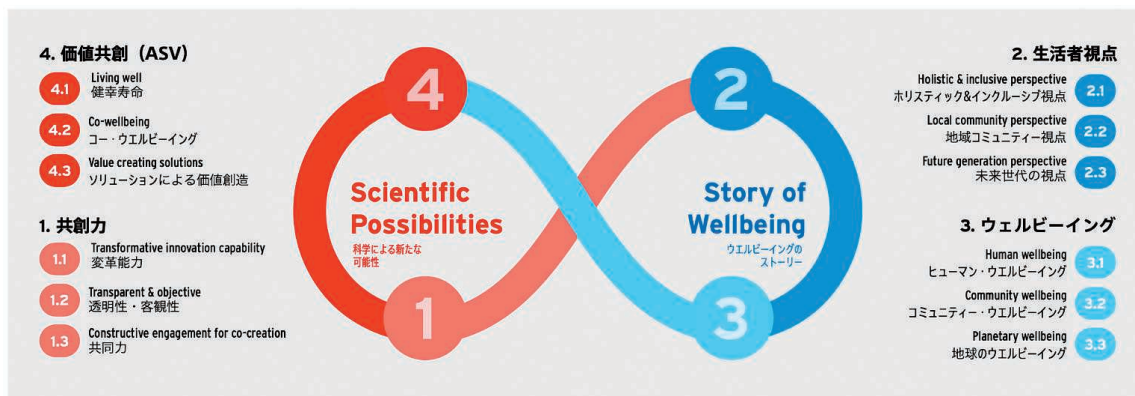 4. 価値共創（ASV）
4.1
Living well
健幸寿命
4.2
Co-wellbeing
コー・ウエルビーイング
4.3
Value creating solutions
ソリューションによる価値創造
1. 共創力
1.1
Transformative innovation capability
変革能力
1.2
Transparent & objective
透明性・客観性
1.3
Constructive engagement for co-creation
共同力
4
Scientific
Possibilities
科学による新たな
可能性
1
2
Story of
Wellbeing
ウエルビーイングの
ストーリー
3
2. 生活者視点
Holistic & inclusive perspective
ホリスティック&インクルーシブ視点
2.1
Local community perspective
地域コミュニティー視点
2.2
Future generation perspective
未来世代の視点
2.3
3. ウェルビーイング
Human wellbeing
ヒューマン・ウエルビーイング
3.1
Community wellbeing
コミュニティー・ウエルビーイング
3.2
Planetary wellbeing
地球のウエルビーイング
3.3